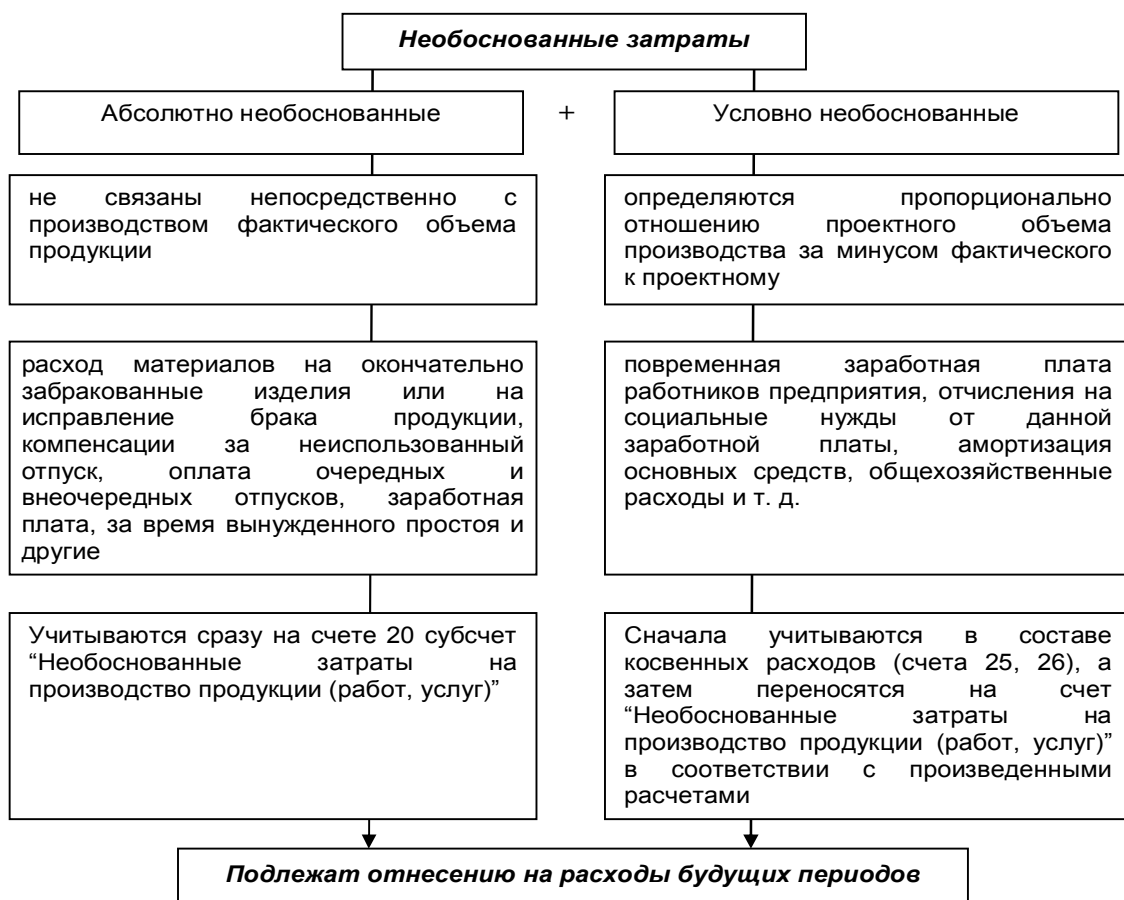 Необоснованные затраты
Абсолютно необоснованные
+
Условно необоснованные
не связаны непосредственно с
производством фактического объема
продукции
определяются пропорционально
отношению проектного объема
производства за минусом фактического
к проектному
расход материалов на окончательно
забракованные изделия или на
исправление брака продукции,
компенсации за неиспользованный
отпуск, оплата очередных и
внеочередных отпусков, заработная
плата, за время вынужденного простоя и
другие
повременная заработная плата
работников предприятия, отчисления на
социальные нужды от данной
заработной платы, амортизация
основных средств, общехозяйственные
расходы и т. д.
Учитываются сразу на счете 20 субсчет
“Необоснованные затраты на
производство продукции (работ, услуг)”
Сначала учитываются в составе
косвенных расходов (счета 25, 26), а
затем переносятся на счет
“Необоснованные затраты на
производство продукции (работ, услуг)”
в соответствии с произведенными
расчетами
Подлежат отнесению на расходы будущих периодов